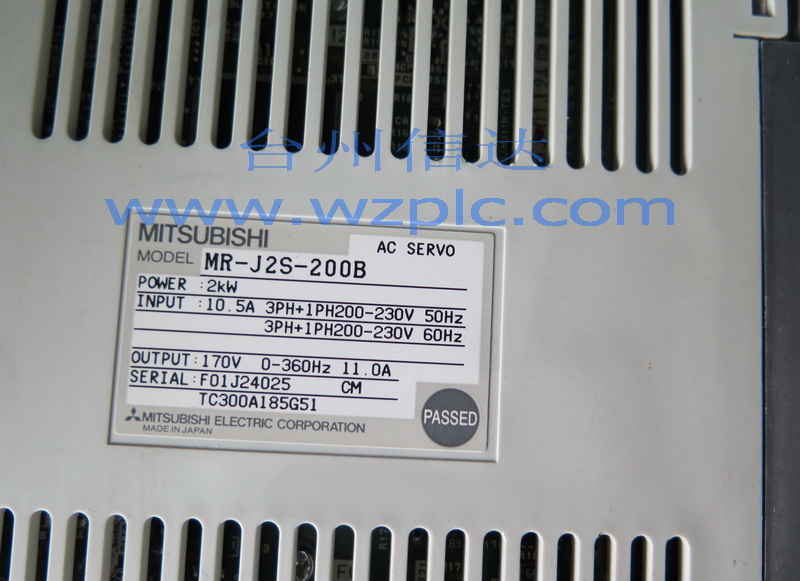 台州信达
www.wzplc.com
MITSUBISHI
AC SERVO
MODEL MR-J2S-200B
POWER :2kW
INPUT :10.5A 3PH+1PH200-230V 50Hz
3PH+1PH200-230V 60Hz
OUTPUT:170V 0-360Hz 11.0A
SERIAL:F01J24025 CM
TC300A185G51
PASSED
MITSUBISHI ELECTRIC CORPORATION
MADE IN JAPAN